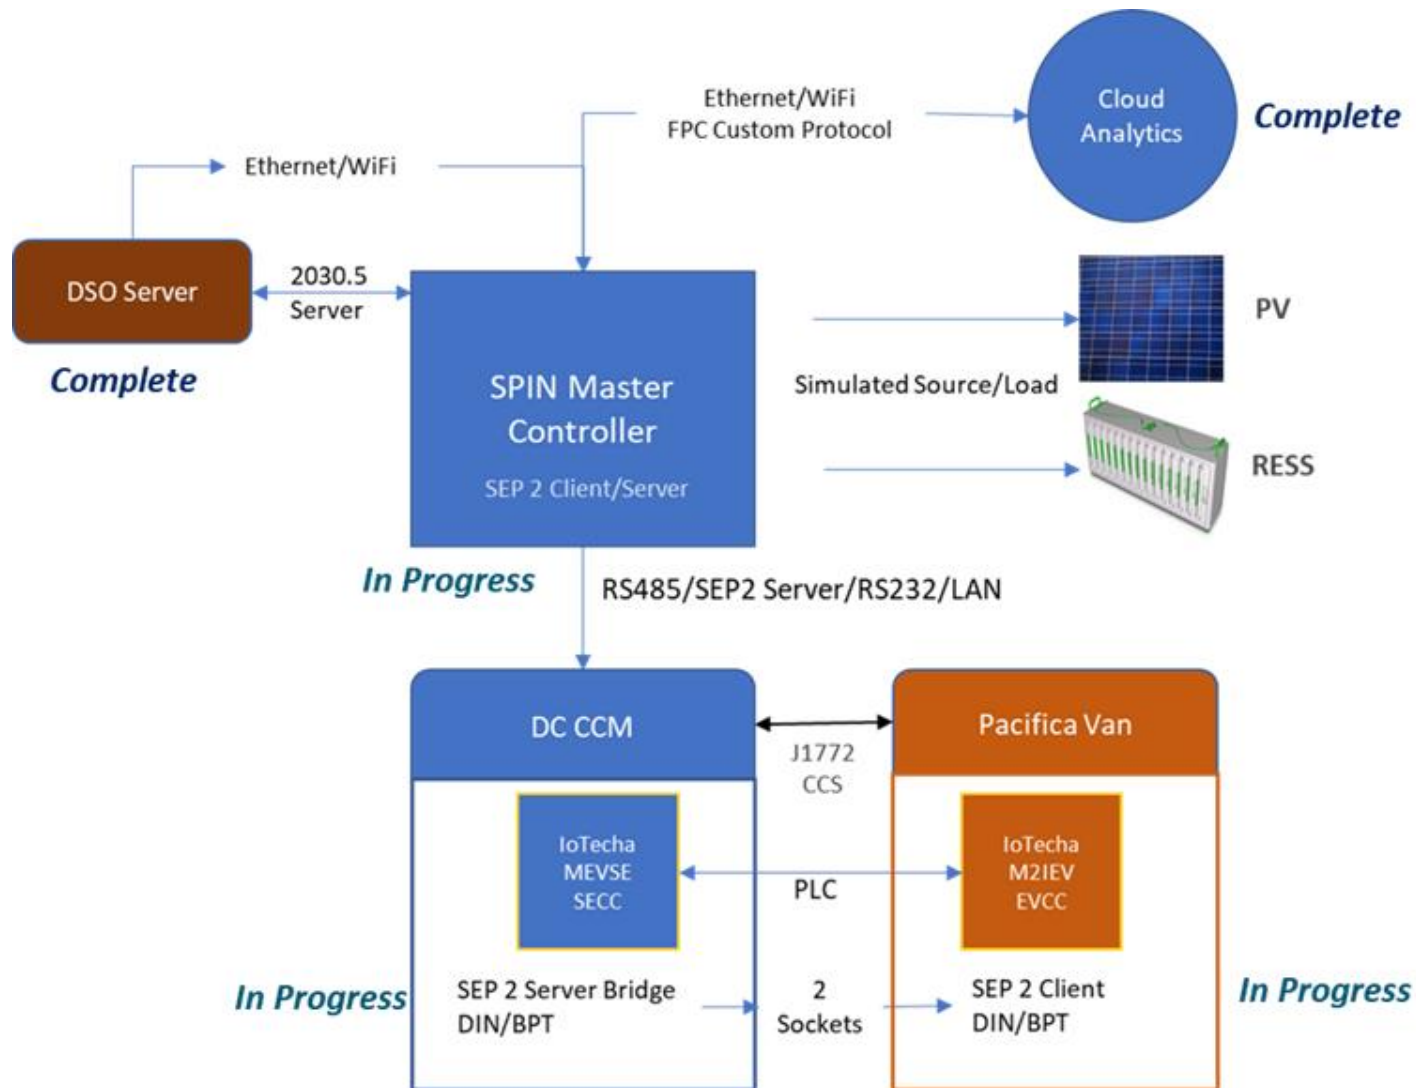 Ethernet/WiFi
FPC Custom Protocol
Cloud
Analytics
Complete
Ethernet/WiFi
DSO Server
2030.5
Server
Complete
SPIN Master
Controller
SEP 2 Client/Server
PV
Simulated Source/Load
RESS
In Progress
RS485/SEP2 Server/RS232/LAN
DC CCM
J1772
CCS
Pacifica Van
IoTecha
MEVSE
SECC
PLC
IoTecha
M2IEV
EVCC
In Progress
SEP 2 Server Bridge
DIN/BPT
2
Sockets
SEP 2 Client
DIN/BPT
In Progress